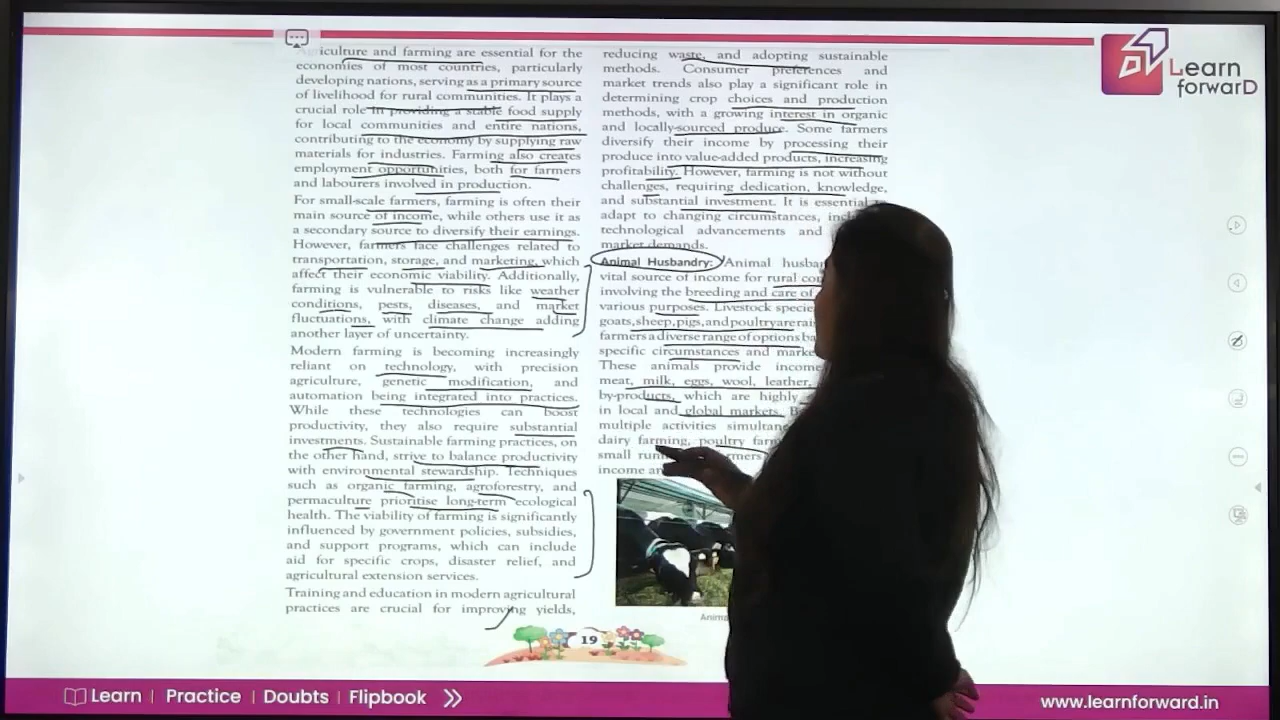 Agriculture and farming are essential for the
economies of most countries, particularly
developing nations, serving as a primary source
of livelihood for rural communities. It plays a
crucial role in providing a stable food supply
for local communities and entire nations,
contributing to the economy by supplying raw
materials for industries. Farming also creates
employment opportunities, both for farmers
and labourers involved in production.
For small-scale farmers, farming is often their
main source of income, while others use it as
a secondary source to diversify their earnings.
However, farmers face challenges related to
transportation, storage, and marketing, which
affect their economic viability. Additionally,
farming is vulnerable to risks like weather
conditions, pests, diseases, and market
fluctuations, with climate change adding
another layer of uncertainty.
Modern farming is becoming increasingly
reliant on technology, with precision
agriculture, genetic modification, and
automation being integrated into practices.
While these technologies can boost
productivity, they also require substantial
investments. Sustainable farming practices, on
the other hand, strive to balance productivity
with environmental stewardship. Techniques
such as organic farming, agroforestry, and
permaculture prioritise long-term ecological
health. The viability of farming is significantly
influenced by government policies, subsidies,
and support programs, which can include
aid for specific crops, disaster relief, and
agricultural extension services.
Training and education in modern agricultural
practices are crucial for improving yields,
reducing waste, and adopting sustainable
methods. Consumer preferences and
market trends also play a significant role in
determining crop choices and production
methods, with a growing interest in organic
and locally-sourced produce. Some farmers
diversify their income by processing their
produce into value-added products, increasing
profitability. However, farming is not without
challenges, requiring dedication, knowledge,
and substantial investment. It is essential
adapt to changing circumstances,
technological advancements and
market demands.
Animal Husbandry: Animal
vital source of income for rural
involving the breeding and care of
various purposes. Livestock
goats, sheep, pigs, and poultry are
farmers a diverse range of options
specific circumstances and
These animals provide income
meat, milk, eggs, wool, leather,
by-products, which are highly
in local and global markets.
multiple activities
dairy farming, poultry
small
income
19
Learn
forwarD
Learn | Practice | Doubts | Flipbook
www.learnforward.in